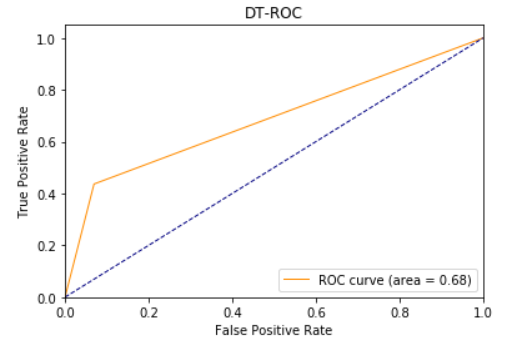 DT-ROC
1.0
0.8
0.6
0.4
0.2
0.0
True Positive Rate
ROC curve (area = 0.68)
0.0 0.2 0.4 0.6 0.8 1.0
False Positive Rate